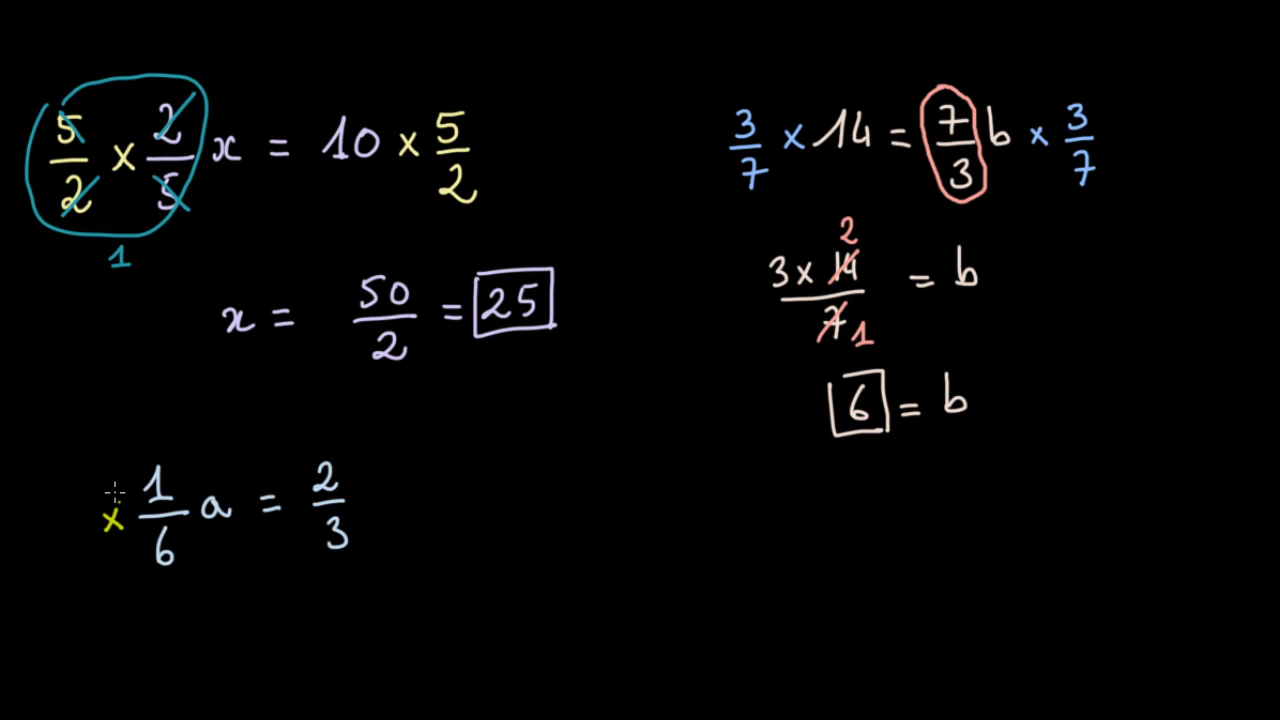 5/2 × 2/5 x = 10 × 5/2
1
x = 50/2 = 25
× 1/6 a = 2/3
3/7 × 14 = 7/3 b × 3/7
2
3 × 14 / 7 1 = b
6 = b